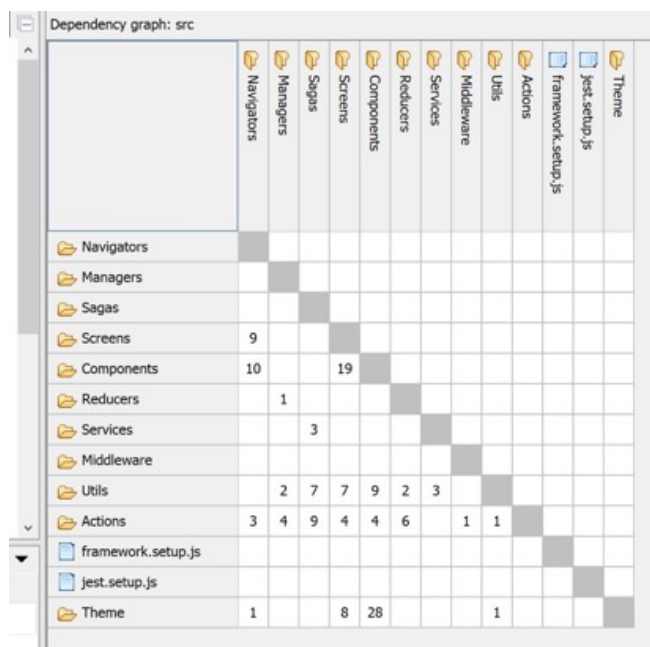 Dependency graph: src
Navigators
Managers
Sagas
Screens
Components
Reducers
Services
Middleware
Utils
Actions
framework.setup.js
jest.setup.js
Theme
Navigators
Managers
Sagas
Screens 9
Components 10 19
Reducers 1
Services 3
Middleware
Utils 2 7 7 9 2 3
Actions 3 4 9 4 4 6 1 1
framework.setup.js
jest.setup.js
Theme 1 8 28 1